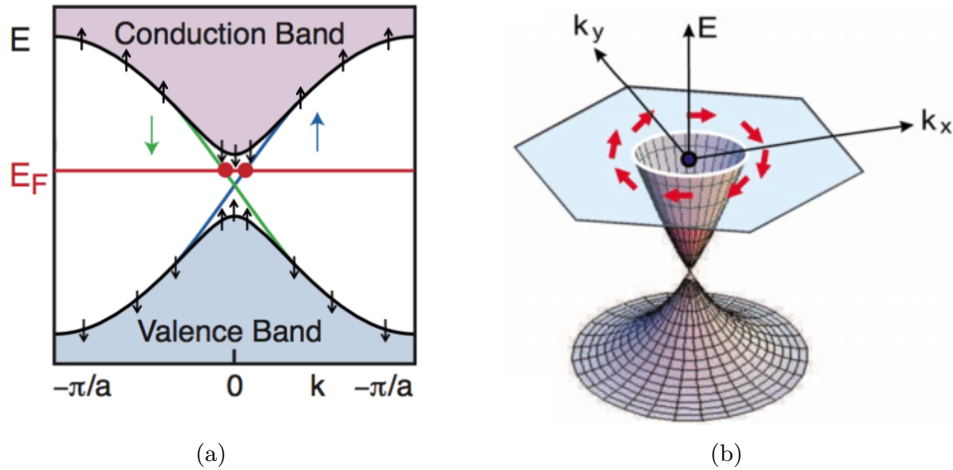 E
Conduction Band
E_F
Valence Band
−π/a
0
k
−π/a
(a)
k_y
E
k_x
(b)